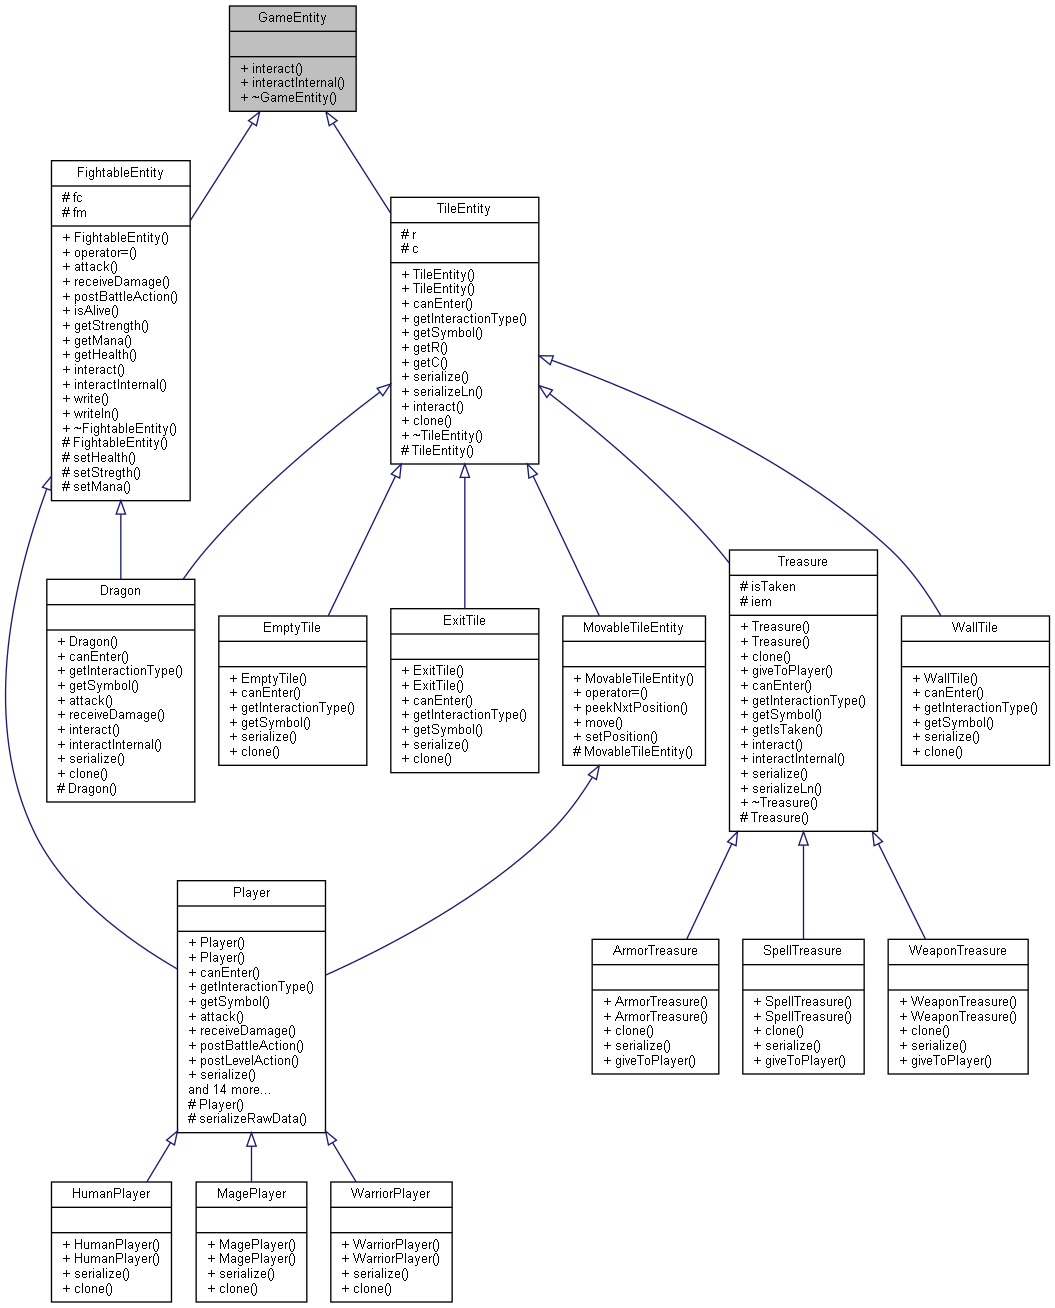 GameEntity
+ interact()
+ interactInternal()
+ ~GameEntity()
FightableEntity
# fc
# fm
+ FightableEntity()
+ operator=()
+ attack()
+ receiveDamage()
+ postBattleAction()
+ isAlive()
+ getStrength()
+ getMana()
+ getHealth()
+ interact()
+ interactInternal()
+ write()
+ writeln()
+ ~FightableEntity()
# FightableEntity()
# setHealth()
# setStregth()
# setMana()
TileEntity
# r
# c
+ TileEntity()
+ TileEntity()
+ canEnter()
+ getInteractionType()
+ getSymbol()
+ getR()
+ getC()
+ serialize()
+ serializeLn()
+ interact()
+ clone()
+ ~TileEntity()
# TileEntity()
Dragon
+ Dragon()
+ canEnter()
+ getInteractionType()
+ getSymbol()
+ attack()
+ receiveDamage()
+ interact()
+ interactInternal()
+ serialize()
+ clone()
# Dragon()
EmptyTile
+ EmptyTile()
+ canEnter()
+ getInteractionType()
+ getSymbol()
+ serialize()
+ clone()
ExitTile
+ ExitTile()
+ ExitTile()
+ canEnter()
+ getInteractionType()
+ getSymbol()
+ serialize()
+ clone()
MovableTileEntity
+ MovableTileEntity()
+ operator=()
+ peekNxtPosition()
+ move()
+ setPosition()
# MovableTileEntity()
Treasure
# isTaken
# iem
+ Treasure()
+ Treasure()
+ clone()
+ giveToPlayer()
+ canEnter()
+ getInteractionType()
+ getSymbol()
+ getIsTaken()
+ interact()
+ interactInternal()
+ serialize()
+ serializeLn()
+ ~Treasure()
# Treasure()
WallTile
+ WallTile()
+ canEnter()
+ getInteractionType()
+ getSymbol()
+ serialize()
+ clone()
Player
+ Player()
+ Player()
+ canEnter()
+ getInteractionType()
+ getSymbol()
+ attack()
+ receiveDamage()
+ postBattleAction()
+ postLevelAction()
+ serialize()
and 14 more...
# Player()
# serializeRawData()
ArmorTreasure
+ ArmorTreasure()
+ ArmorTreasure()
+ clone()
+ serialize()
+ giveToPlayer()
SpellTreasure
+ SpellTreasure()
+ SpellTreasure()
+ clone()
+ serialize()
+ giveToPlayer()
WeaponTreasure
+ WeaponTreasure()
+ WeaponTreasure()
+ clone()
+ serialize()
+ giveToPlayer()
HumanPlayer
+ HumanPlayer()
+ HumanPlayer()
+ serialize()
+ clone()
MagePlayer
+ MagePlayer()
+ MagePlayer()
+ serialize()
+ clone()
WarriorPlayer
+ WarriorPlayer()
+ WarriorPlayer()
+ serialize()
+ clone()